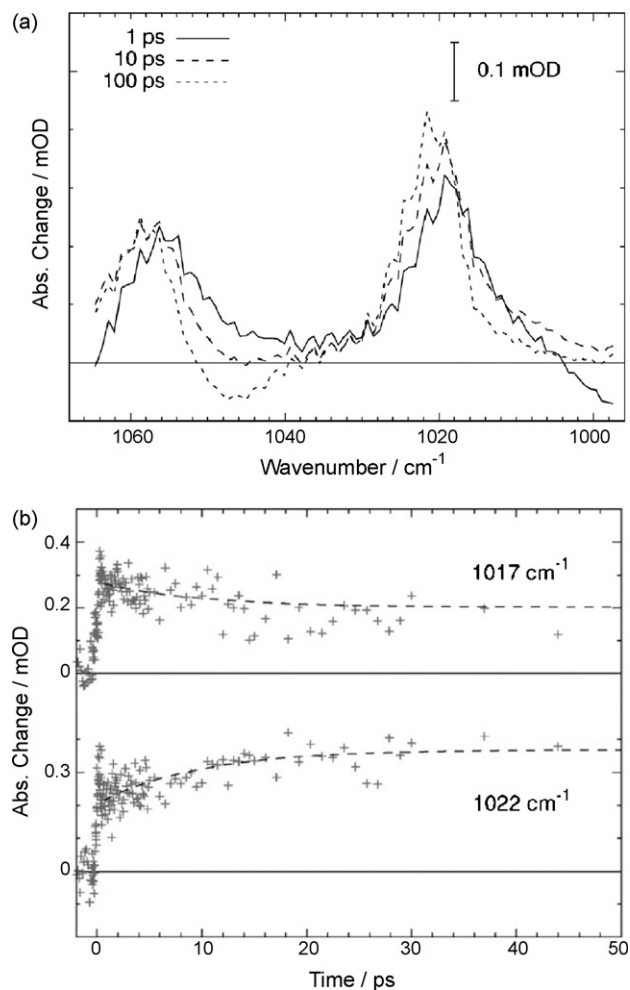 (a)
1 ps
10 ps
100 ps
0.1 mOD
Abs. Change / mOD
1060 1040 1020 1000
Wavenumber / cm⁻¹
(b)
0.4
1017 cm⁻¹
0.2
0
Abs. Change / mOD
0.3
1022 cm⁻¹
0
0 10 20 30 40 50
Time / ps